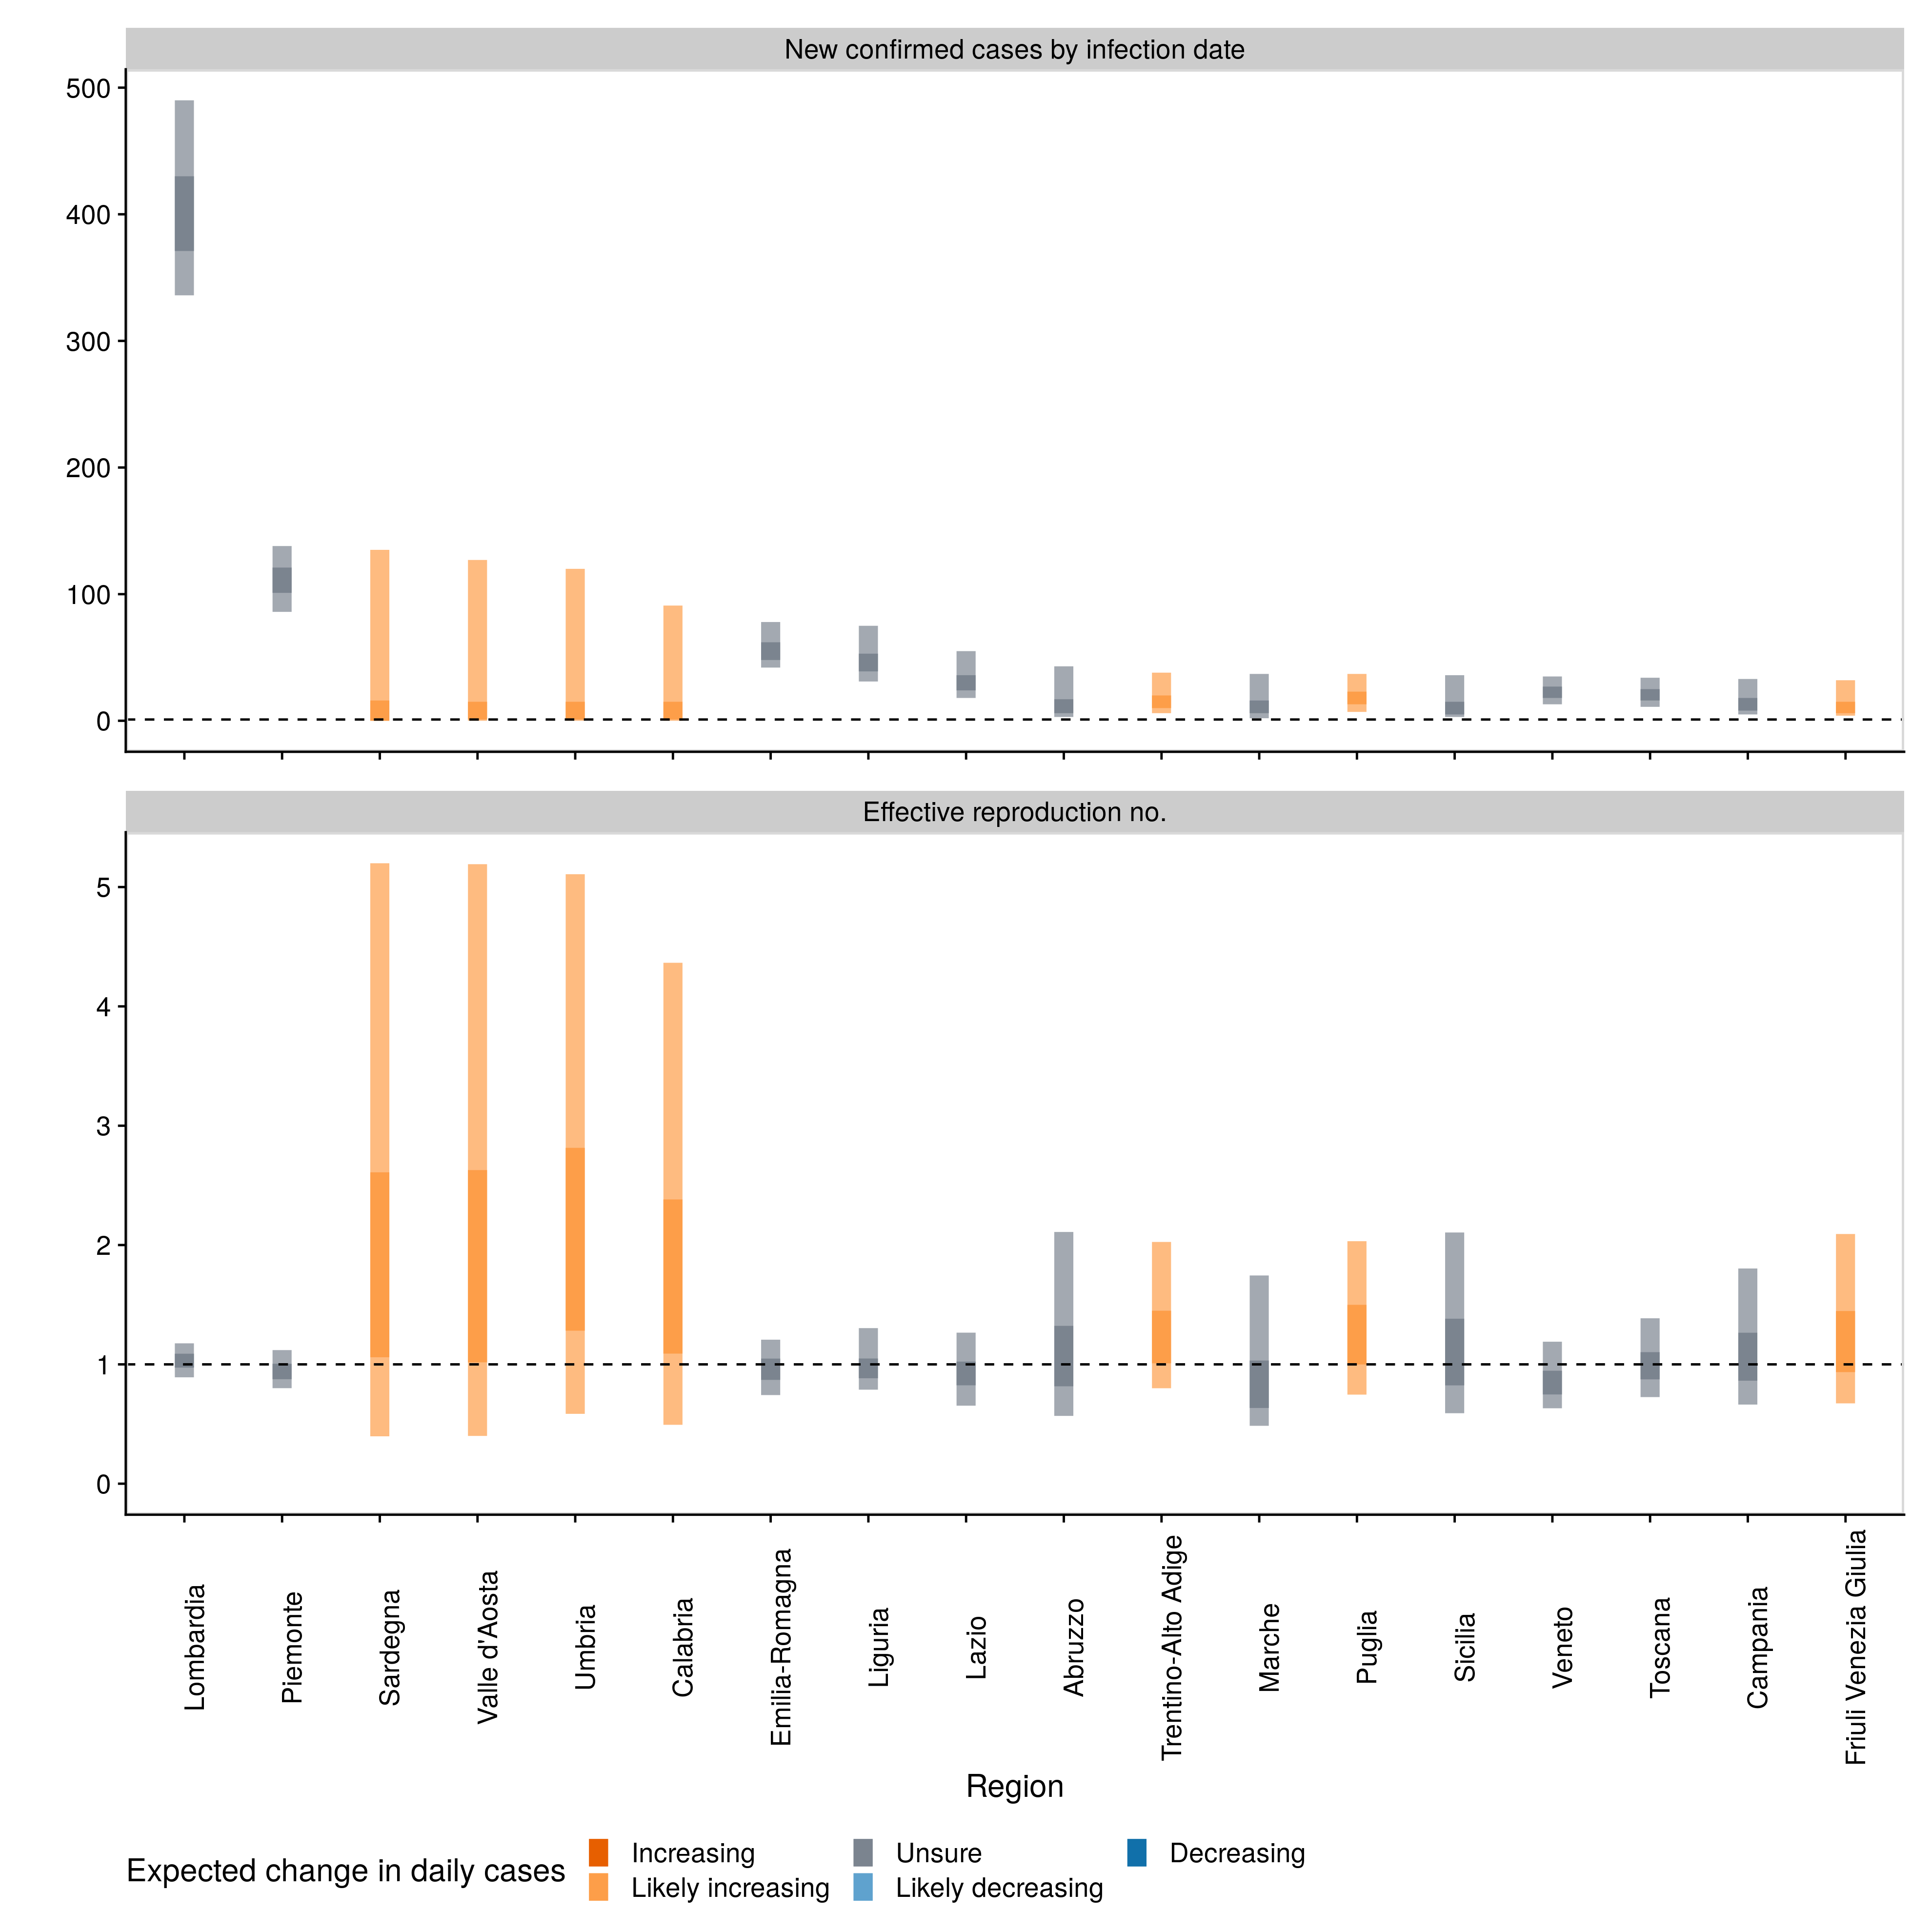 New confirmed cases by infection date
500
400
300
200
100
0
Effective reproduction no.
5
4
3
2
1
0
Lombardia
Piemonte
Sardegna
Valle d'Aosta
Umbria
Calabria
Emilia-Romagna
Liguria
Lazio
Abruzzo
Trentino-Alto Adige
Marche
Puglia
Sicilia
Veneto
Toscana
Campania
Friuli Venezia Giulia
Region
Expected change in daily cases
Increasing
Likely increasing
Unsure
Likely decreasing
Decreasing